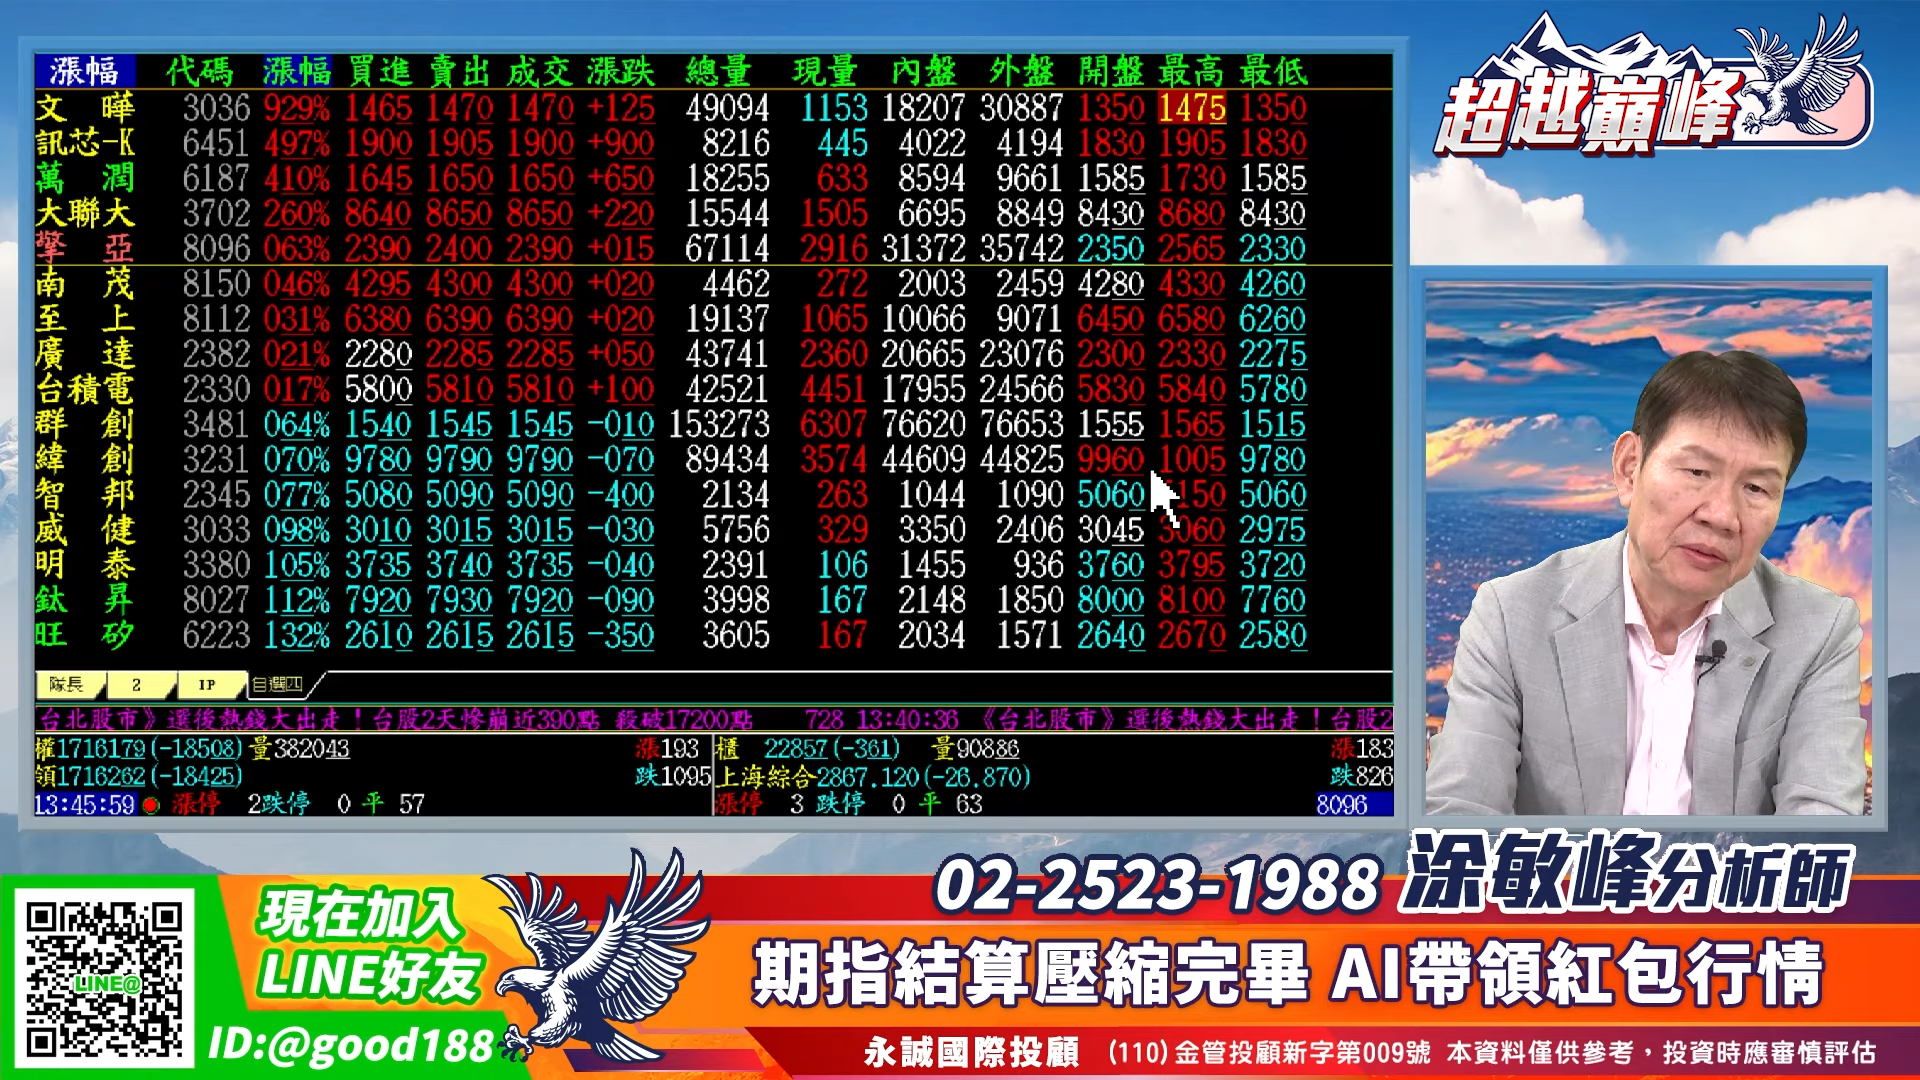 超越巔峰
漲幅 代碼 漲幅 買進 賣出 成交 漲跌 總量 現量 內盤 外盤 開盤 最高 最低
文曄 3036 929% 1465 1470 1470 +125 49094 1153 18207 30887 1350 1475 1350
訊芯-K 6451 497% 1900 1905 1900 +900 8216 445 4022 4194 1830 1905 1830
萬潤 6187 410% 1645 1650 1650 +650 18255 633 8594 9661 1585 1730 1585
大聯大 3702 260% 8640 8650 8650 +220 15544 1505 6695 8849 8430 8680 8430
擎亞 8096 063% 2390 2400 2390 +015 67114 2916 31372 35742 2350 2565 2330
南茂 8150 046% 4295 4300 4300 +020 4462 272 2003 2459 4280 4330 4260
至上 8112 031% 6380 6390 6390 +020 19137 1065 10066 9071 6450 6580 6260
廣達 2382 021% 2280 2285 2285 +050 43741 2360 20665 23076 2300 2330 2275
台積電 2330 017% 5800 5810 5810 +100 42521 4451 17955 24566 5830 5840 5780
群創 3481 064% 1540 1545 1545 -010 153273 6307 76620 76653 1555 1565 1515
緯創 3231 070% 9780 9790 9790 -070 89434 3574 44609 44825 9960 1005 9780
智邦 2345 077% 5080 5090 5090 -400 2134 263 1044 1090 5060 5150 5060
威健 3033 098% 3010 3015 3015 -030 5756 329 3350 2406 3045 3060 2975
明泰 3380 105% 3735 3740 3735 -040 2391 106 1455 936 3760 3795 3720
鈦昇 8027 112% 7920 7930 7920 -090 3998 167 2148 1850 8000 8100 7760
旺矽 6223 132% 2610 2615 2615 -350 3605 167 2034 1571 2640 2670 2580
隊長 2 IP 自選四
台北股市》選後熱錢大出走！台股2天慘崩近390點 殺破17200點 728 13:40:36 《台北股市》選後熱錢大出走！台股2
權1716179(-18508) 量382043 漲193 櫃 22857(-361) 量90886 漲183
領1716262(-18425) 跌1095 上海綜合2867.120(-26.870) 跌826
13:45:59 漲停 2跌停 0 平 57 漲停 3 跌停 0 平 63 8096
02-2523-1988 涂敏峰分析師
現在加入
LINE好友
LINE@
ID:@good188
期指結算壓縮完畢 AI帶領紅包行情
永誠國際投顧 (110)金管投顧新字第009號 本資料僅供參考，投資時應審慎評估